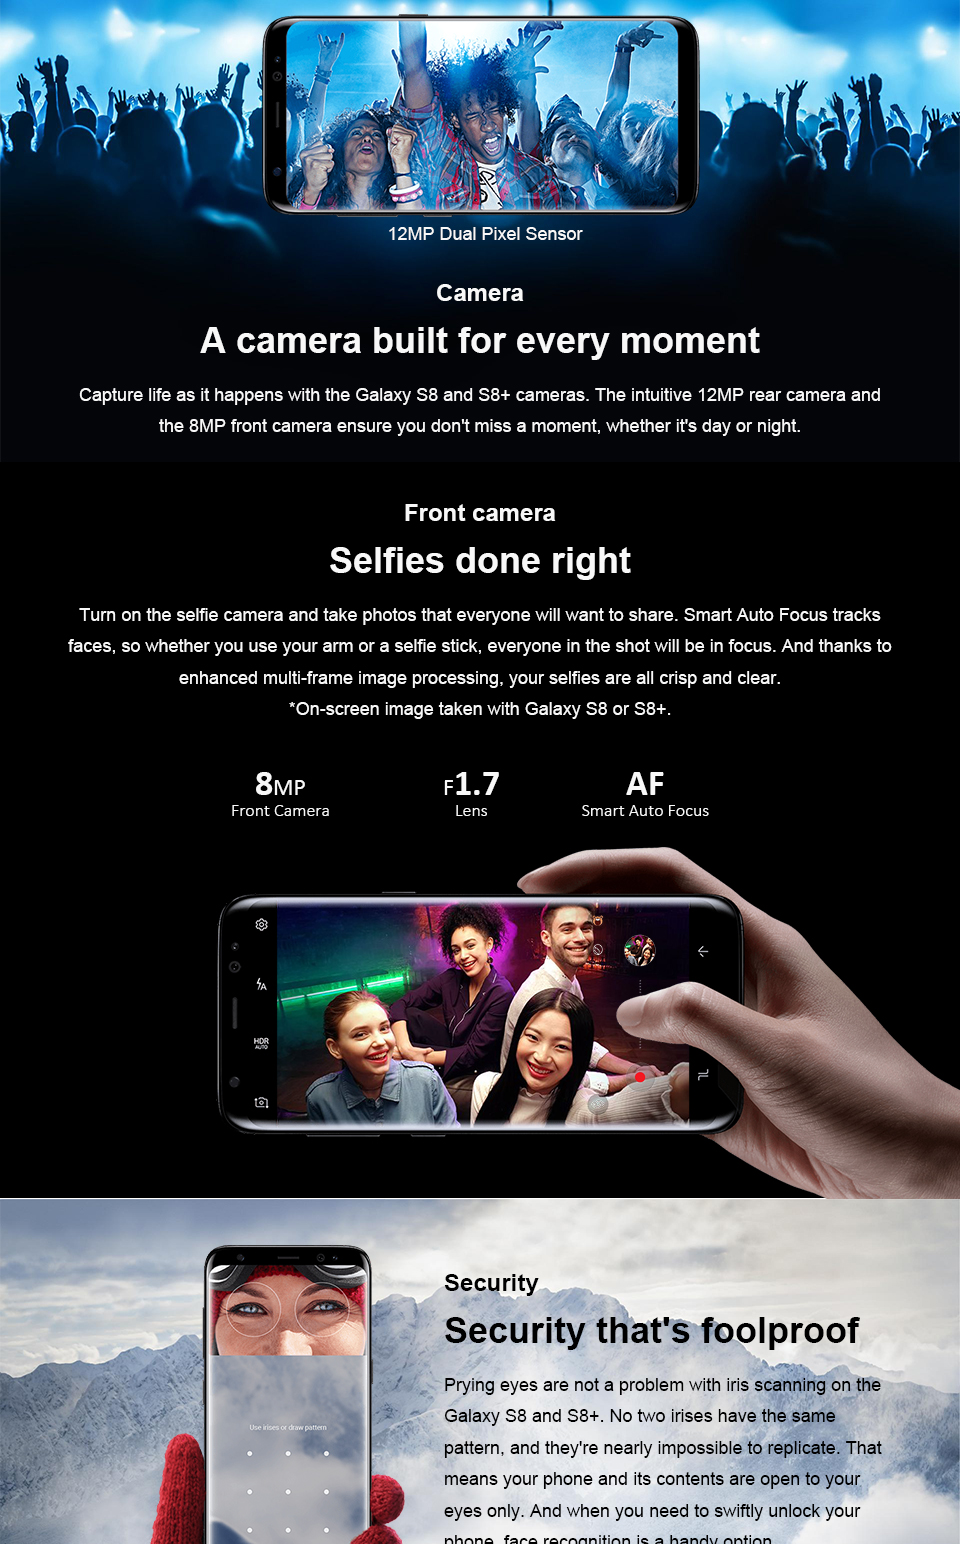 12MP Dual Pixel Sensor
Camera
A camera built for every moment
Capture life as it happens with the Galaxy S8 and S8+ cameras. The intuitive 12MP rear camera and
the 8MP front camera ensure you don't miss a moment, whether it's day or night.
Front camera
Selfies done right
Turn on the selfie camera and take photos that everyone will want to share. Smart Auto Focus tracks
faces, so whether you use your arm or a selfie stick, everyone in the shot will be in focus. And thanks to
enhanced multi-frame image processing, your selfies are all crisp and clear.
*On-screen image taken with Galaxy S8 or S8+.
8MP F1.7 AF
Front Camera Lens Smart Auto Focus
A
HDR
AUTO
Security
Security that's foolproof
Prying eyes are not a problem with iris scanning on the
Galaxy S8 and S8+. No two irises have the same
pattern, and they're nearly impossible to replicate. That
means your phone and its contents are open to your
eyes only. And when you need to swiftly unlock your
phone, face recognition is a handy option.
Use irises or draw pattern